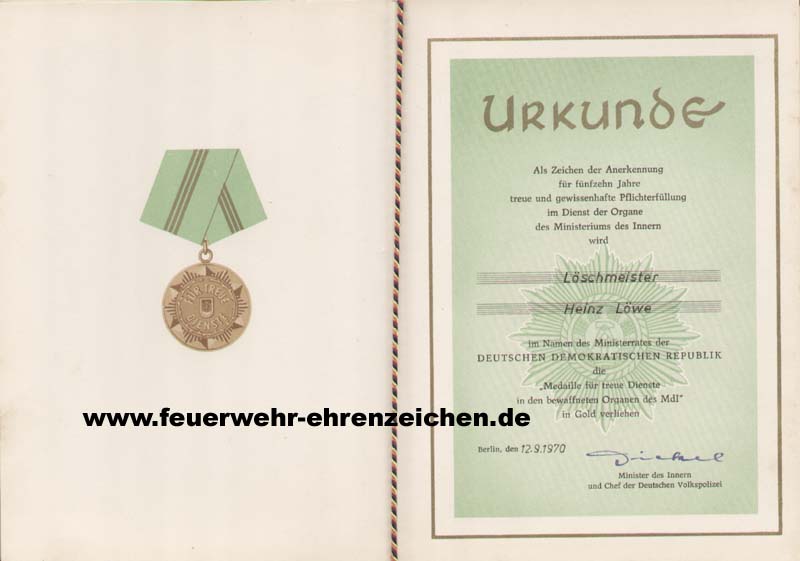 FÜR TREUE
DIENSTE
www.feuerwehr-ehrenzeichen.de
URKUNDE
Als Zeichen der Anerkennung
für fünfzehn Jahre
treue und gewissenhafte Pflichterfüllung
im Dienst der Organe
des Ministeriums des Innern
wird
Löschmeister
Heinz Löwe
im Namen des Ministerrates der
DEUTSCHEN DEMOKRATISCHEN REPUBLIK
die
„Medaille für treue Dienste
in den bewaffneten Organen des MdI"
in Gold verliehen
Berlin, den 12.9.1970
Dickel
Minister des Innern
und Chef der Deutschen Volkspolizei